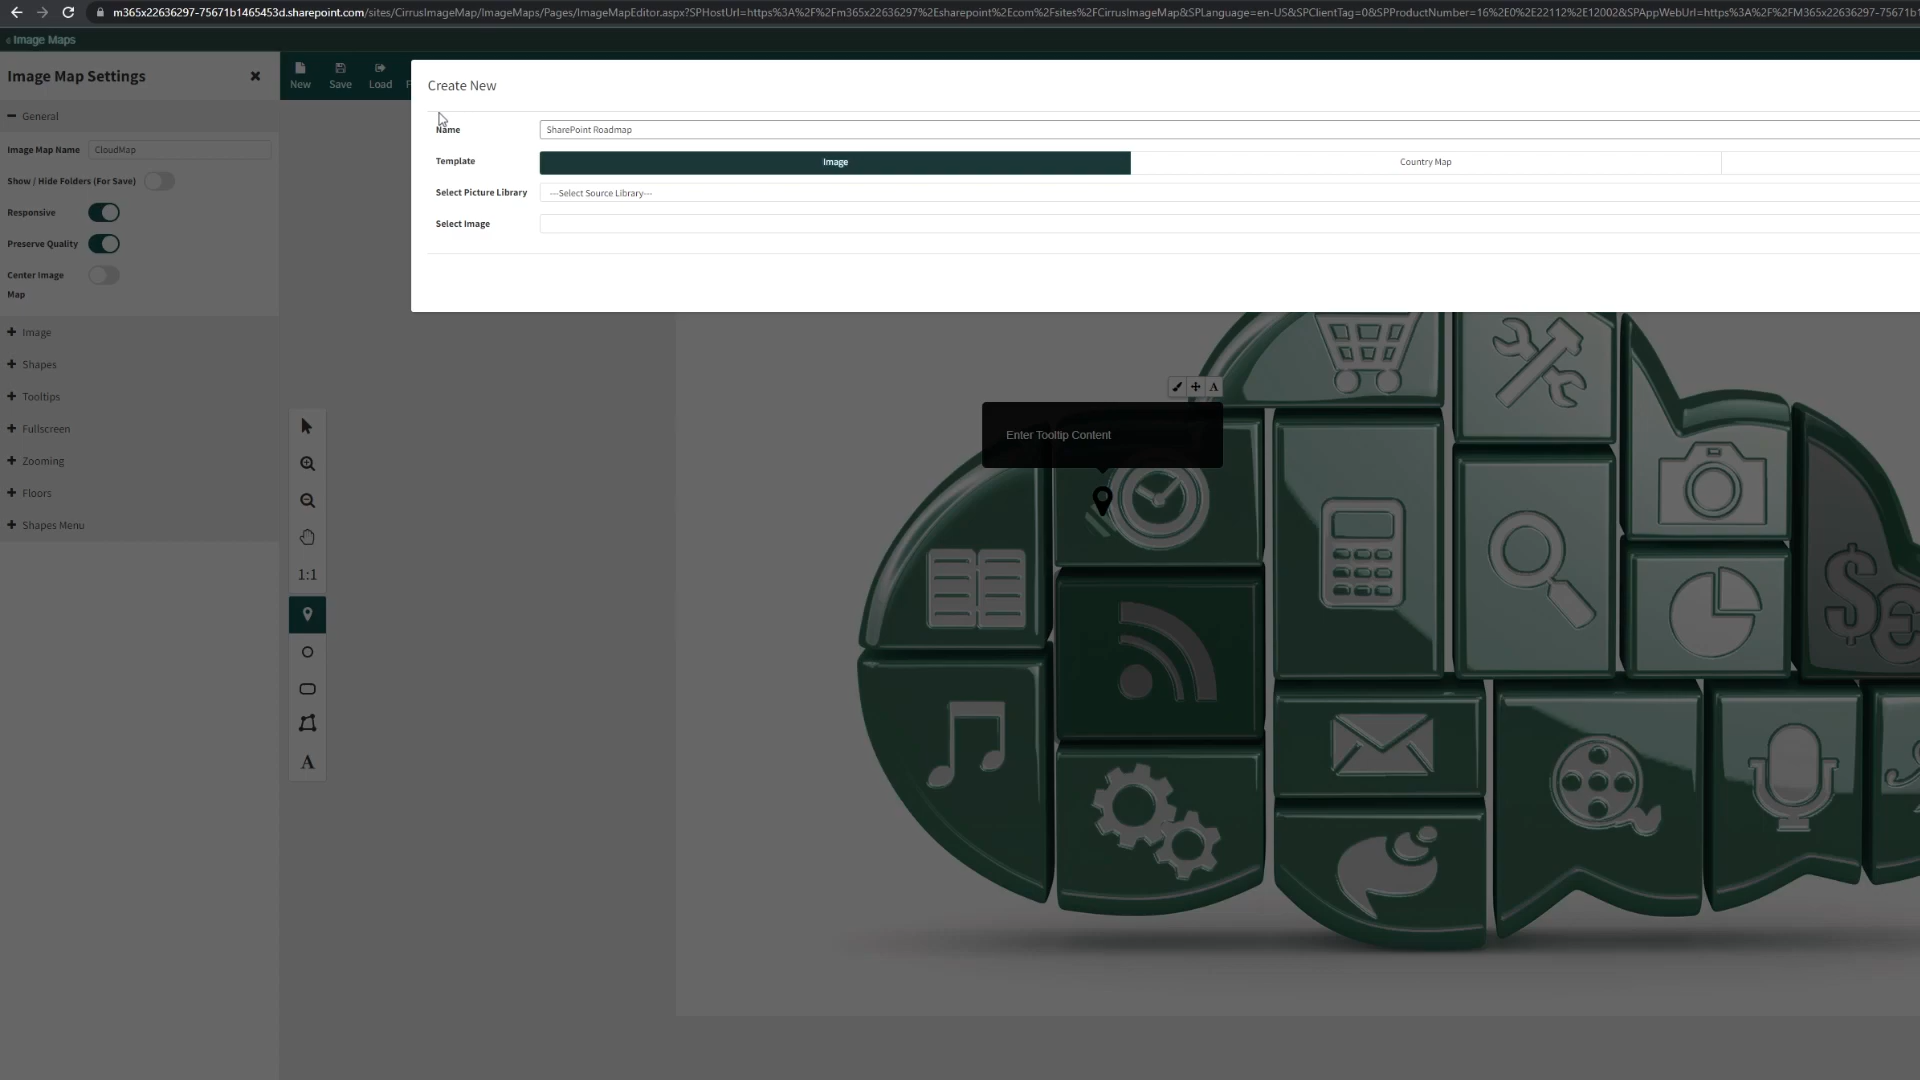 m365x22636297-75671b1465453d.sharepoint.com/sites/CirrusImageMap/ImageMaps/Pages/ImageMapEditor.aspx?SPHostUrl=https%3A%2F%2Fm365x22636297%2Esharepoint%2Ecom%2Fsites%2FCirrusImageMap&SPLanguage=en-US&SPClientTag=0&SPProductNumber=16%2E0%2E22112%2E12002&SPAppWebUrl=https%3A%2F%2FM365x22636297-75671b1
Image Maps
Image Map Settings
New Save Load
Create New
General
Name SharePoint Roadmap
Image Map Name CloudMap
Template Image Country Map
Show / Hide Folders (For Save)
Select Picture Library ---Select Source Library---
Responsive
Select Image
Preserve Quality
Center Image
Map
Image
Shapes
Tooltips
Fullscreen
Zooming
Floors
Shapes Menu
A
Enter Tooltip Content
1:1
A